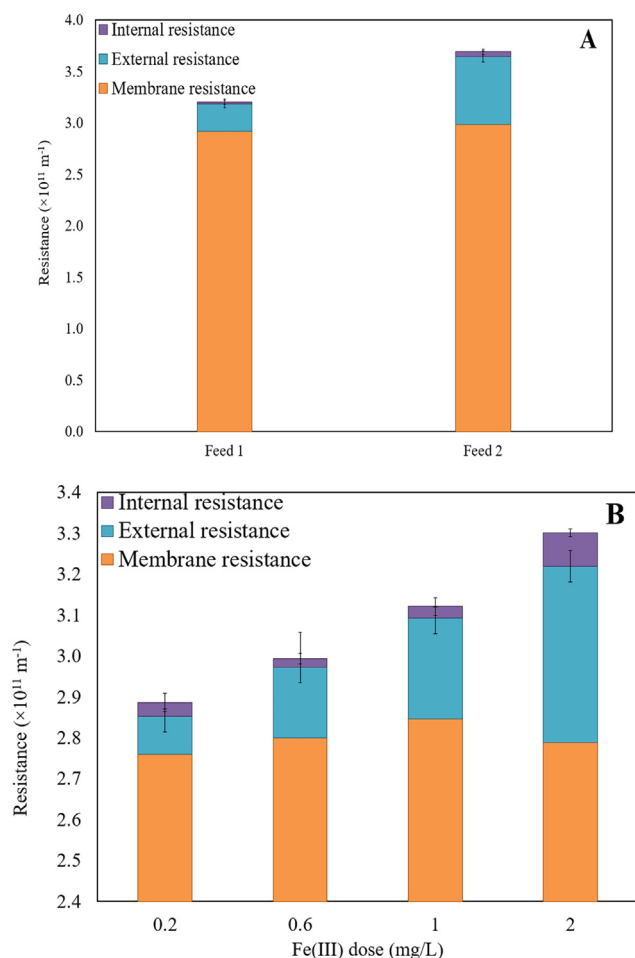 A
Internal resistance
External resistance
Membrane resistance
Resistance (×10¹¹ m⁻¹)
4.0
3.5
3.0
2.5
2.0
1.5
1.0
0.5
0.0
Feed 1 Feed 2
B
Internal resistance
External resistance
Membrane resistance
Resistance (×10¹¹ m⁻¹)
3.4
3.3
3.2
3.1
3.0
2.9
2.8
2.7
2.6
2.5
2.4
0.2 0.6 1 2
Fe(III) dose (mg/L)